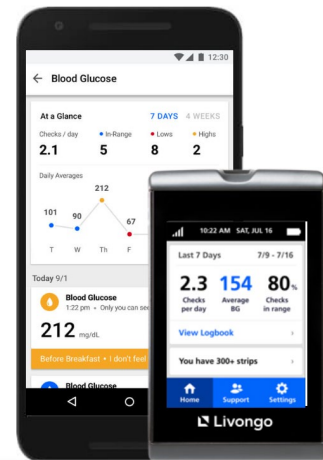 12:30
Blood Glucose
At a Glance 7 DAYS 4 WEEKS
Checks / day In-Range Lows Highs
2.1 5 8 2
Daily Averages
212
101
90
67
T W Th F
Today 9/1
Blood Glucose
1:22 pm • Only you can see
212 mg/dL
Before Breakfast • I don't feel
Blood Glucose
10:22 AM SAT, JUL 16
Last 7 Days 7/9 - 7/16
2.3 154 80%
Checks per day
Average BG
Checks in range
View Logbook
You have 300+ strips
Home Support Settings
Livongo